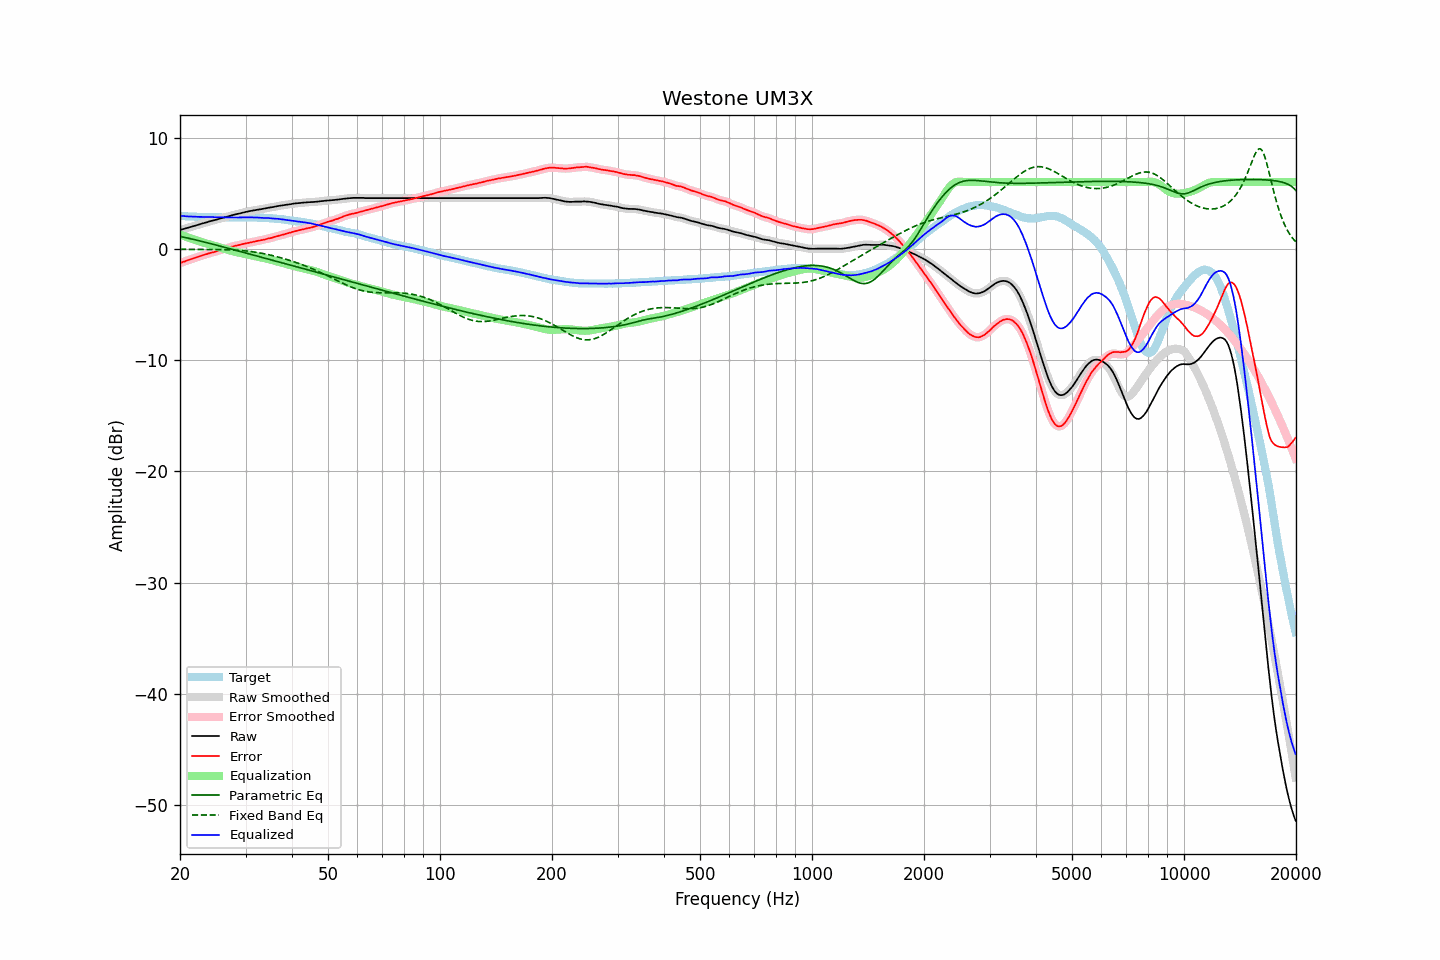 Westone UM3X
10
0
−10
−20
−30
−40
−50
Amplitude (dBr)
Target
Raw Smoothed
Error Smoothed
Raw
Error
Equalization
Parametric Eq
Fixed Band Eq
Equalized
20 50 100 200 500 1000 2000 5000 10000 20000
Frequency (Hz)